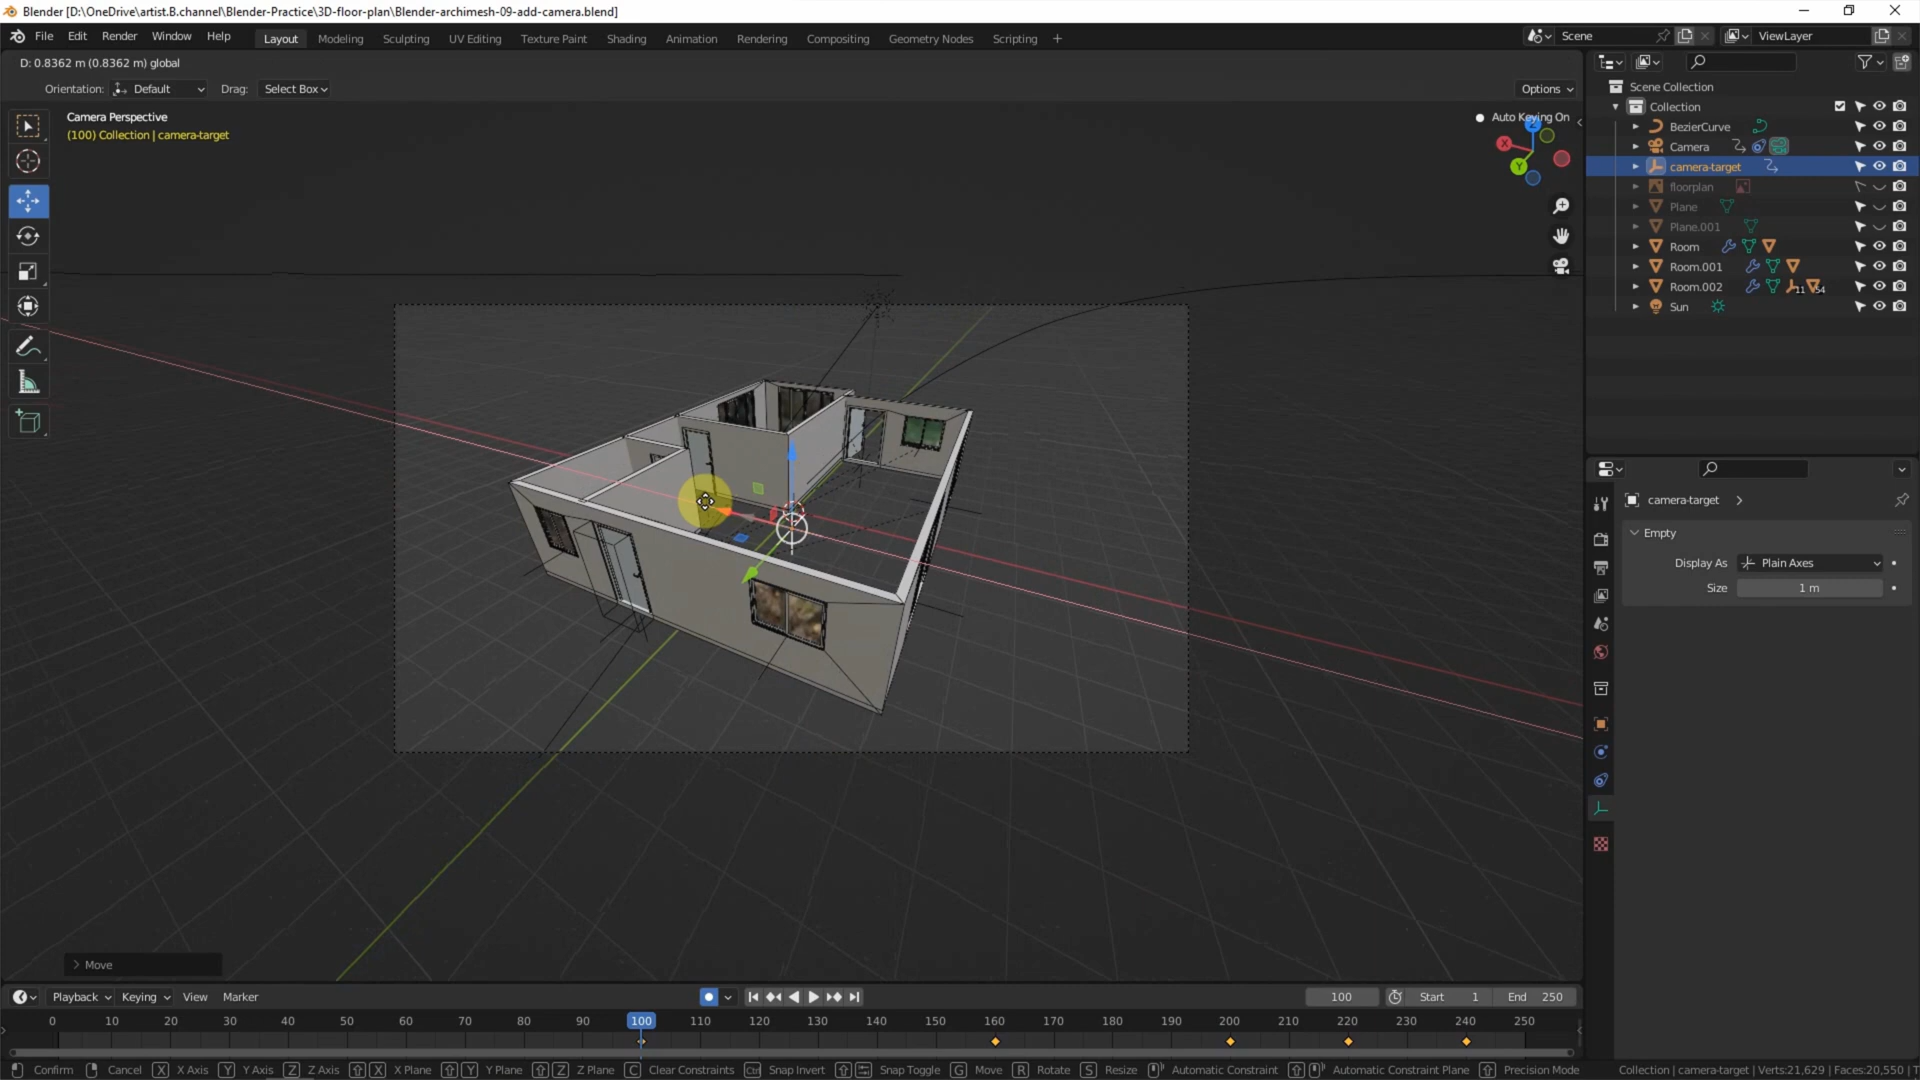 Blender [D:\OneDrive\artist.B.channel\Blender-Practice\3D-floor-plan\Blender-archimesh-09-add-camera.blend]
File Edit Render Window Help Layout Modeling Sculpting UV Editing Texture Paint Shading Animation Rendering Compositing Geometry Nodes Scripting + Scene ViewLayer
D: 0.8362 m (0.8362 m) global
Orientation: Default Drag: Select Box Options
Camera Perspective
(100) Collection | camera-target
Auto Keying On
X
Y
Z
Scene Collection
Collection
BezierCurve
Camera
camera-target
floorplan
Plane
Plane.001
Room
Room.001
Room.002 11 54
Sun
camera-target
Empty
Display As Plain Axes
Size 1 m
Move
Playback Keying View Marker 100 Start 1 End 250
0 10 20 30 40 50 60 70 80 90 100 110 120 130 140 150 160 170 180 190 200 210 220 230 240 250
Confirm Cancel X X Axis Y Y Axis Z Z Axis X X Plane Y Y Plane Z Z Plane C Clear Constraints Ctrl Snap Invert Snap Toggle G Move R Rotate S Resize Automatic Constraint Automatic Constraint Plane Precision Mode Collection | camera-target | Verts:21,629 | Faces:20,550 | T